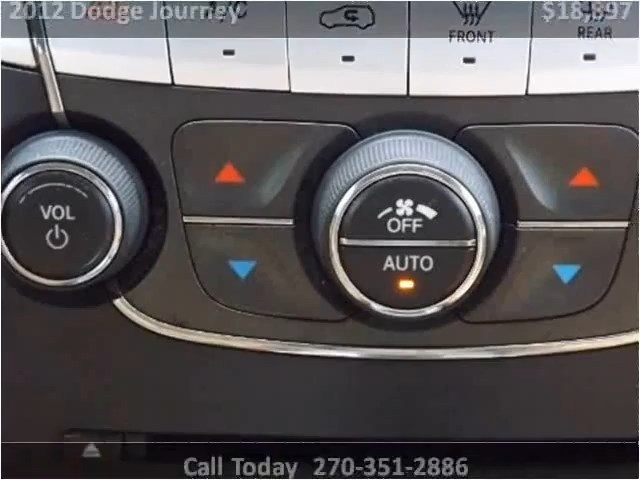 2012 Dodge Journey $18,897
A/C
FRONT
REAR
VOL
OFF
AUTO
Call Today 270-351-2886